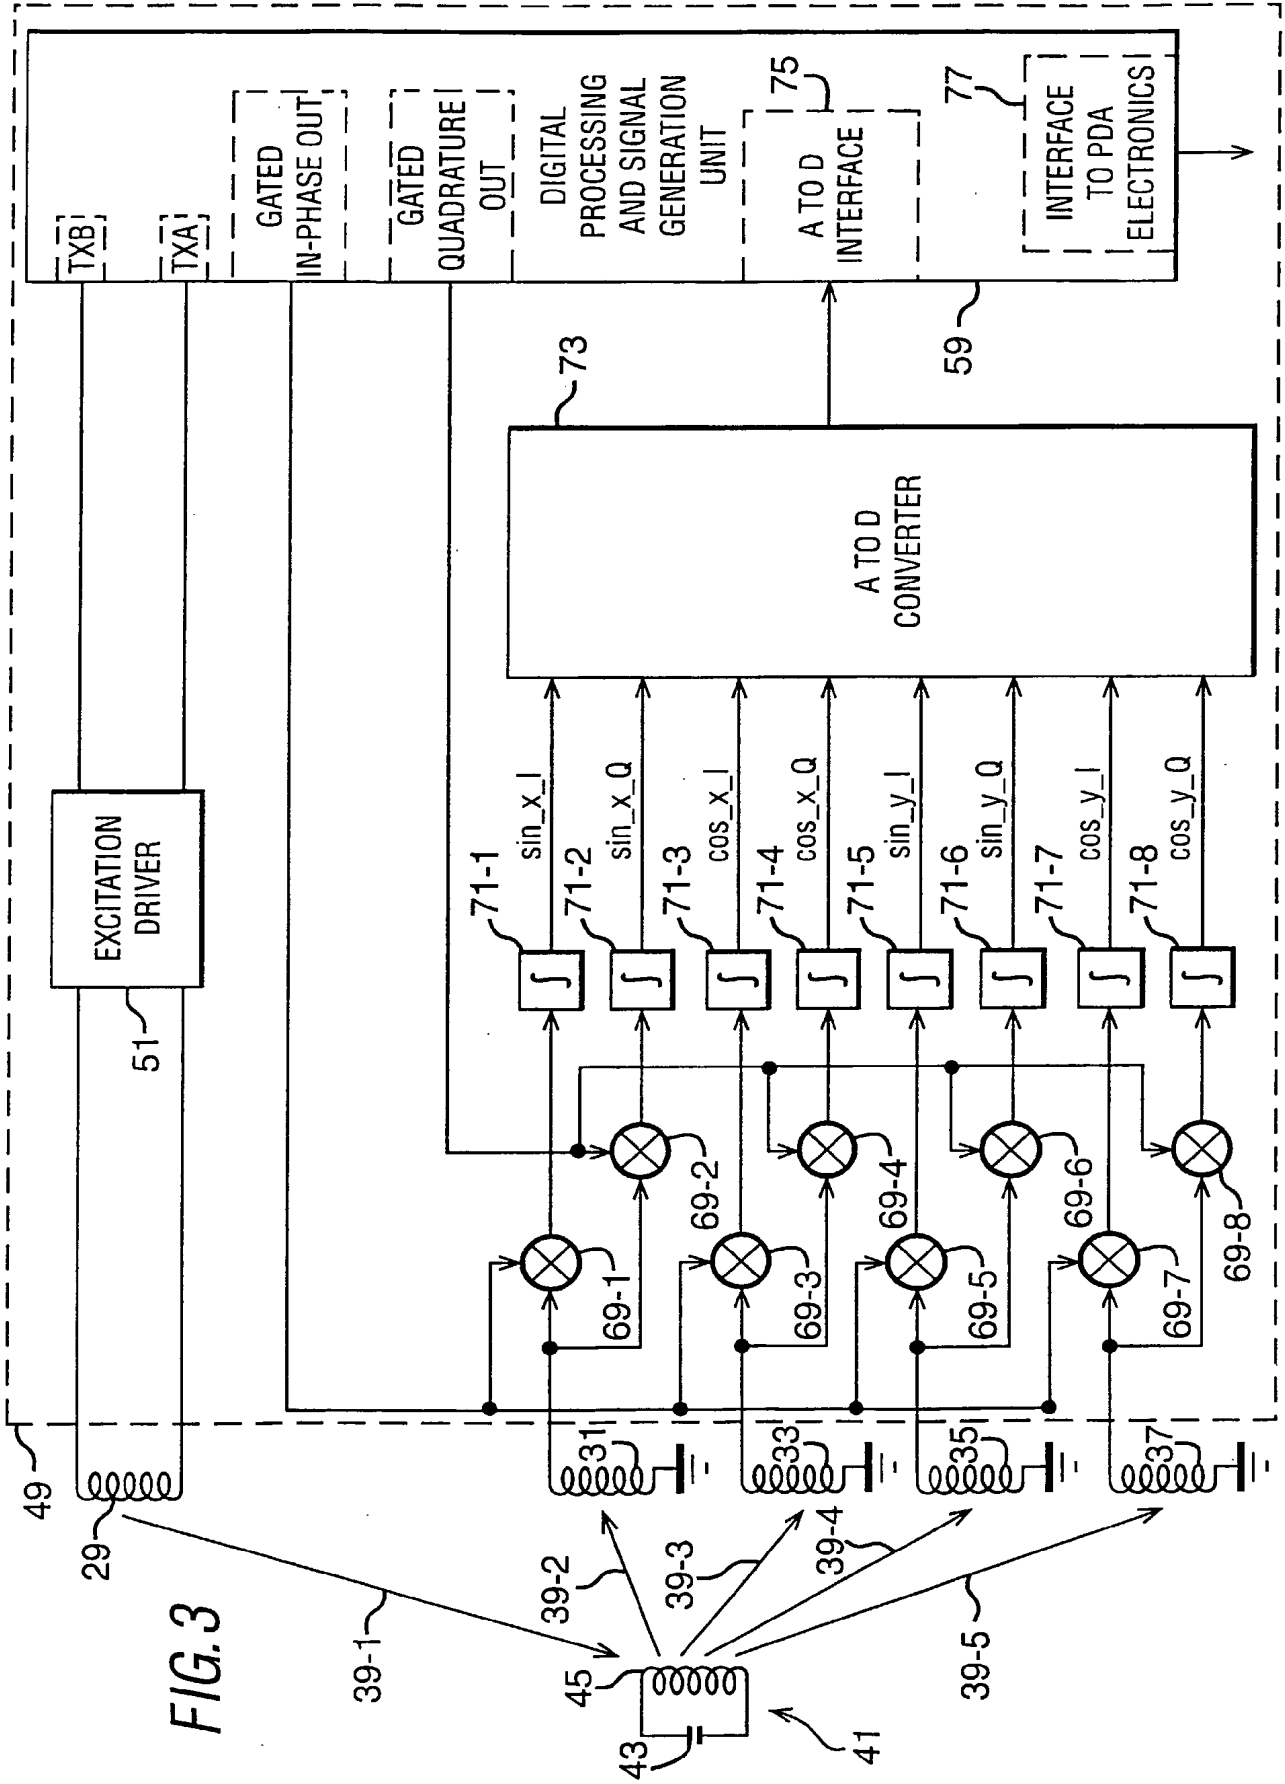 FIG.3
49
29
51
EXCITATION
DRIVER
TXB
TXA
GATED
IN-PHASE OUT
GATED
QUADRATURE
OUT
DIGITAL
PROCESSING
AND SIGNAL
GENERATION
UNIT
A TO D
INTERFACE
75
INTERFACE
TO PDA
ELECTRONICS
77
59
73
A TO D
CONVERTER
sin_x_I
sin_x_Q
cos_x_I
cos_x_Q
sin_y_I
sin_y_Q
cos_y_I
cos_y_Q
71-1
71-2
71-3
71-4
71-5
71-6
71-7
71-8
∫
∫
∫
∫
∫
∫
∫
∫
69-1
69-2
69-3
69-4
69-5
69-6
69-7
69-8
31
33
35
37
39-1
39-2
39-3
39-4
39-5
45
43
41